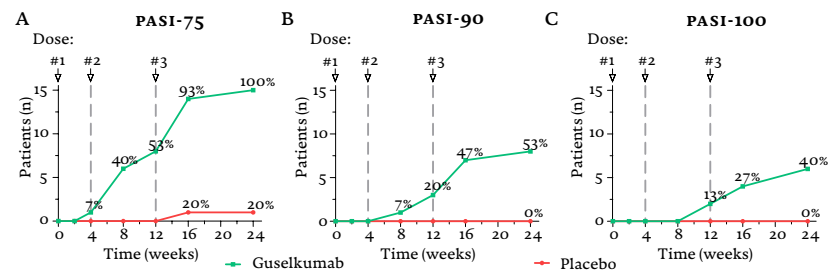 A PASI-75
Dose:
#1 #2 #3
Patients (n)
15
10
5
0
7% 40% 53% 93% 100%
20% 20%
0 4 8 12 16 20 24
Time (weeks)
B PASI-90
Dose:
#1 #2 #3
Patients (n)
15
10
5
0
7% 20% 47% 53%
0%
0 4 8 12 16 20 24
Time (weeks)
C PASI-100
Dose:
#1 #2 #3
Patients (n)
15
10
5
0
13% 27% 40%
0%
0 4 8 12 16 20 24
Time (weeks)
Guselkumab Placebo